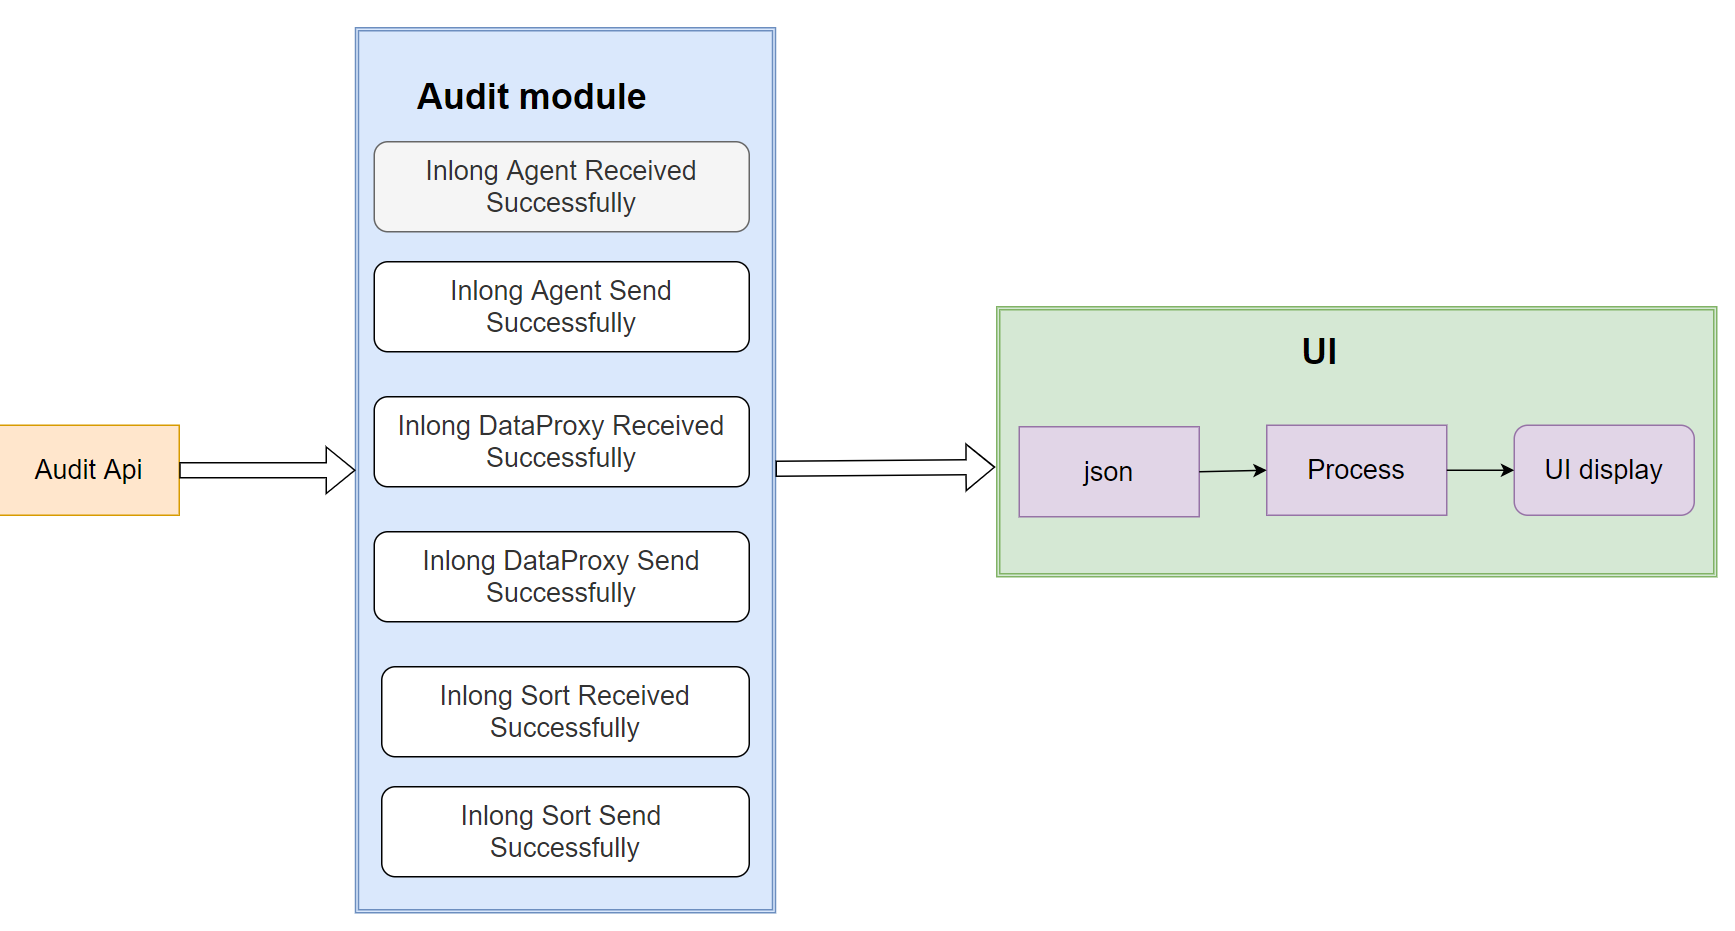 Audit module
Inlong Agent Received
Successfully
Inlong Agent Send
Successfully
Inlong DataProxy Received
Successfully
Inlong DataProxy Send
Successfully
Inlong Sort Received
Successfully
Inlong Sort Send
Successfully
Audit Api
UI
json
Process
UI display